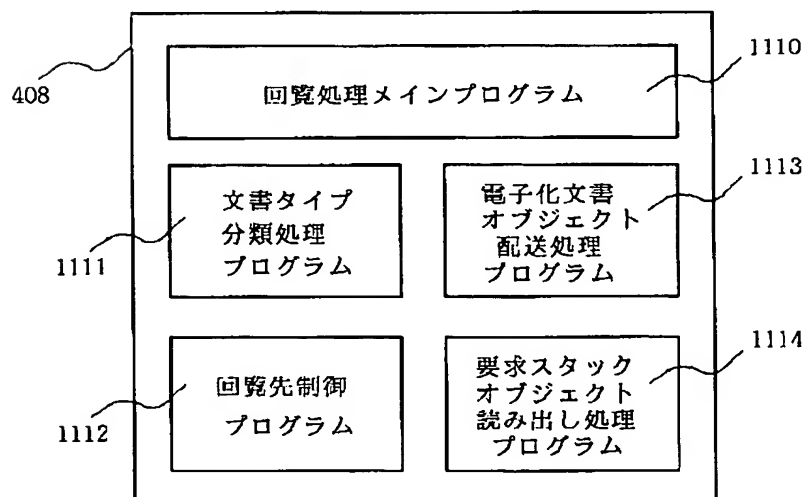 408
回覧処理メインプログラム
1110
文書タイプ
分類処理
プログラム
1111
電子化文書
オブジェクト
配送処理
プログラム
1113
回覧先制御
プログラム
1112
要求スタック
オブジェクト
読み出し処理
プログラム
1114